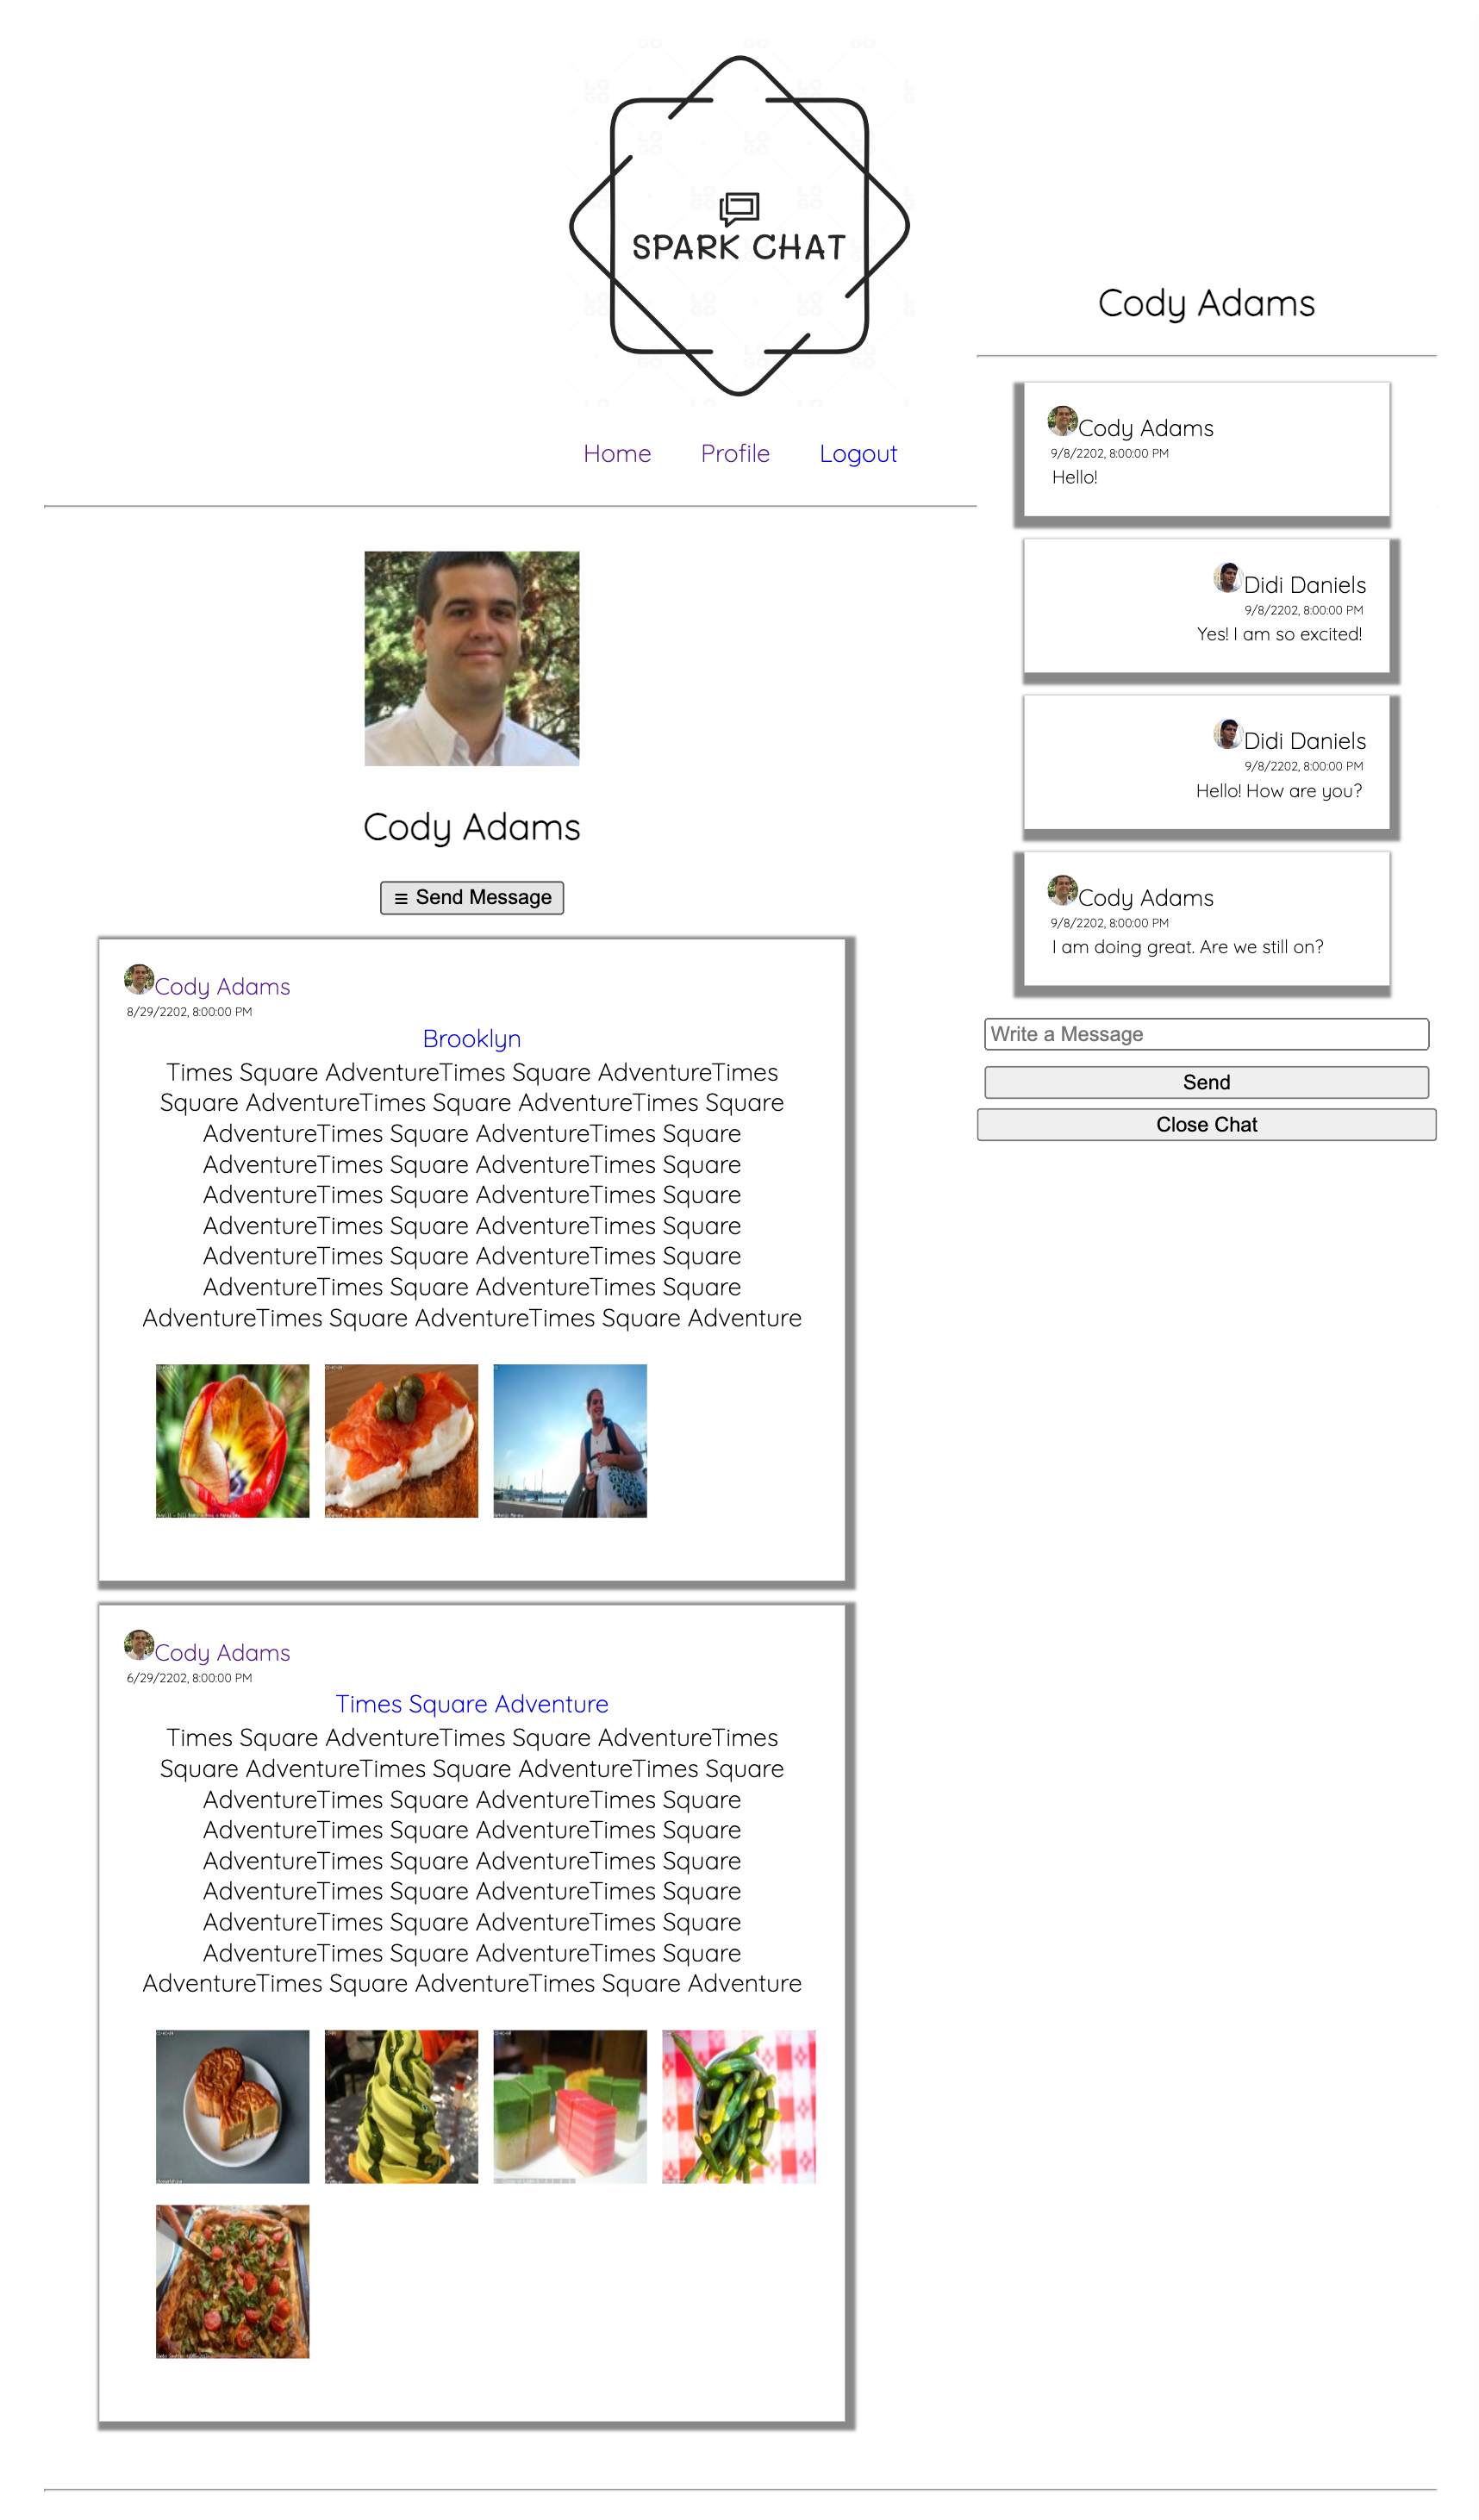 SPARK CHAT
Home Profile Logout
Cody Adams
≡ Send Message
Cody Adams
8/29/2202, 8:00:00 PM
Brooklyn
Times Square AdventureTimes Square AdventureTimes
Square AdventureTimes Square AdventureTimes Square
AdventureTimes Square AdventureTimes Square
AdventureTimes Square AdventureTimes Square
AdventureTimes Square AdventureTimes Square
AdventureTimes Square AdventureTimes Square
AdventureTimes Square AdventureTimes Square
AdventureTimes Square AdventureTimes Square
AdventureTimes Square AdventureTimes Square Adventure
Cody Adams
6/29/2202, 8:00:00 PM
Times Square Adventure
Times Square AdventureTimes Square AdventureTimes
Square AdventureTimes Square AdventureTimes Square
AdventureTimes Square AdventureTimes Square
AdventureTimes Square AdventureTimes Square
AdventureTimes Square AdventureTimes Square
AdventureTimes Square AdventureTimes Square
AdventureTimes Square AdventureTimes Square
AdventureTimes Square AdventureTimes Square
AdventureTimes Square AdventureTimes Square Adventure
Cody Adams
Cody Adams
9/8/2202, 8:00:00 PM
Hello!
Didi Daniels
9/8/2202, 8:00:00 PM
Yes! I am so excited!
Didi Daniels
9/8/2202, 8:00:00 PM
Hello! How are you?
Cody Adams
9/8/2202, 8:00:00 PM
I am doing great. Are we still on?
Write a Message
Send
Close Chat